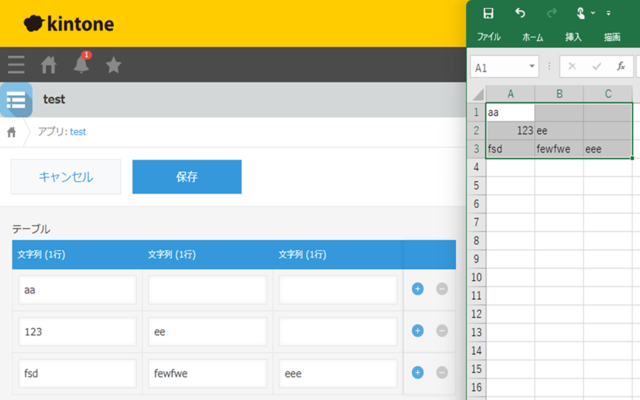 kintone
1
test
アプリ: test
キャンセル
保存
テーブル
文字列 (1行) 文字列 (1行) 文字列 (1行)
aa
123 ee
fsd fewfwe eee
ファイル ホーム 挿入 描画
A1
fx
A B C
1 aa
2 123 ee
3 fsd fewfwe eee
4
5
6
7
8
9
10
11
12
13
14
15
16